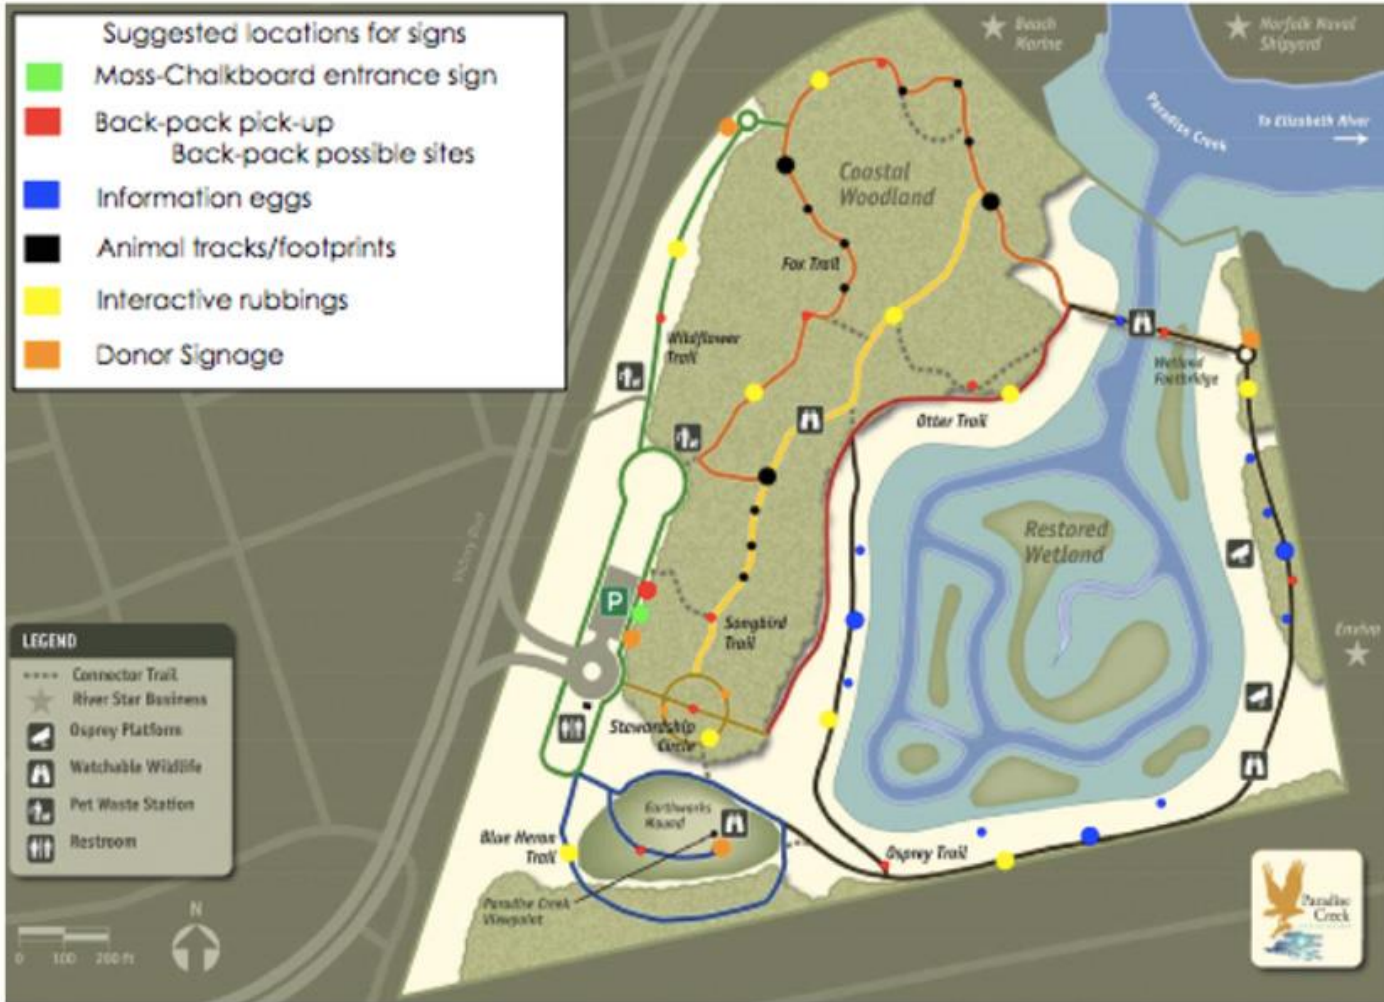 Suggested locations for signs
Moss-Chalkboard entrance sign
Back-pack pick-up
Back-pack possible sites
Information eggs
Animal tracks/footprints
Interactive rubbings
Donor Signage
Beach
Marine
Norfolk Naval
Shipyard
Paradise Creek
To Elizabeth River
Coastal
Woodland
Fox Trail
Wildflower
Trail
Wetland
Footbridge
Otter Trail
Restored
Wetland
P
Songbird
Trail
Enviva
Stewardship
Circle
Earthworks
Mound
Blue Heron
Trail
Osprey Trail
Paradise Creek
Viewpoint
LEGEND
Connector Trail
River Star Business
Osprey Platform
Watchable Wildlife
Pet Waste Station
Restroom
N
0 100 200 ft
Paradise
Creek